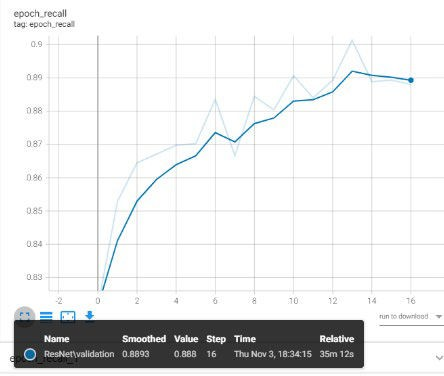 epoch_recall
tag: epoch_recall
0.9
0.89
0.88
0.87
0.86
0.85
0.84
0.83
-2 0 2 4 6 8 10 12 14 16
run to download
Name Smoothed Value Step Time Relative
ResNet\validation 0.8893 0.888 16 Thu Nov 3, 18:34:15 35m 12s